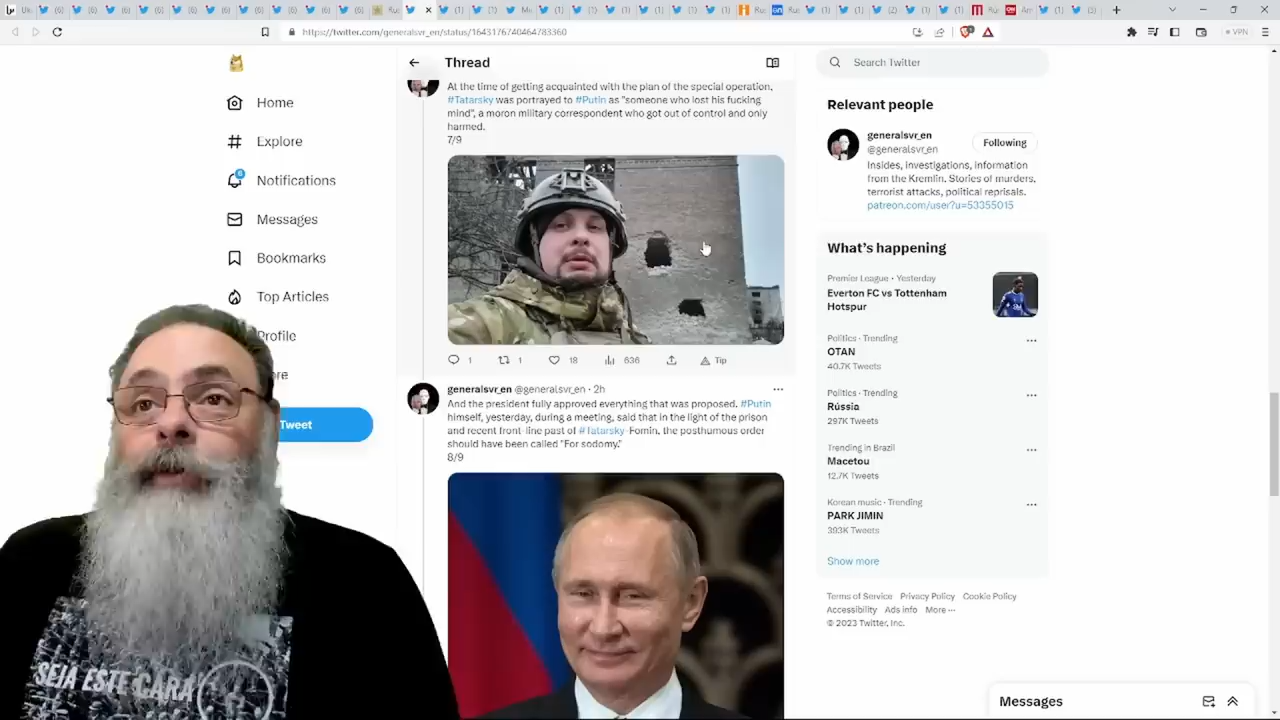 https://twitter.com/generalsvr_en/status/1643176740464783360
VPN
Home
Explore
6
Notifications
Messages
Bookmarks
Top Articles
Profile
Tweet
Thread
At the time of getting acquainted with the plan of the special operation,
#Tatarsky was portrayed to #Putin as "someone who lost his fucking
mind", a moron military correspondent who got out of control and only
harmed.
7/9
1
1
18
636
Tip
generalsvr_en @generalsvr_en · 2h
And the president fully approved everything that was proposed. #Putin
himself, yesterday, during a meeting, said that in the light of the prison
and recent front-line past of #Tatarsky-Fomin, the posthumous order
should have been called "For sodomy."
8/9
Search Twitter
Relevant people
generalsvr_en
@generalsvr_en
Following
Insides, investigations, information
from the Kremlin. Stories of murders,
terrorist attacks, political reprisals.
patreon.com/user?u=53355015
What's happening
Premier League · Yesterday
Everton FC vs Tottenham
Hotspur
Politics · Trending
OTAN
40.7K Tweets
Politics · Trending
Rússia
297K Tweets
Trending in Brazil
Macetou
12.7K Tweets
Korean music · Trending
PARK JIMIN
393K Tweets
Show more
Terms of Service Privacy Policy Cookie Policy
Accessibility Ads info More ···
© 2023 Twitter, Inc.
Messages
SEJA ESTE CARA